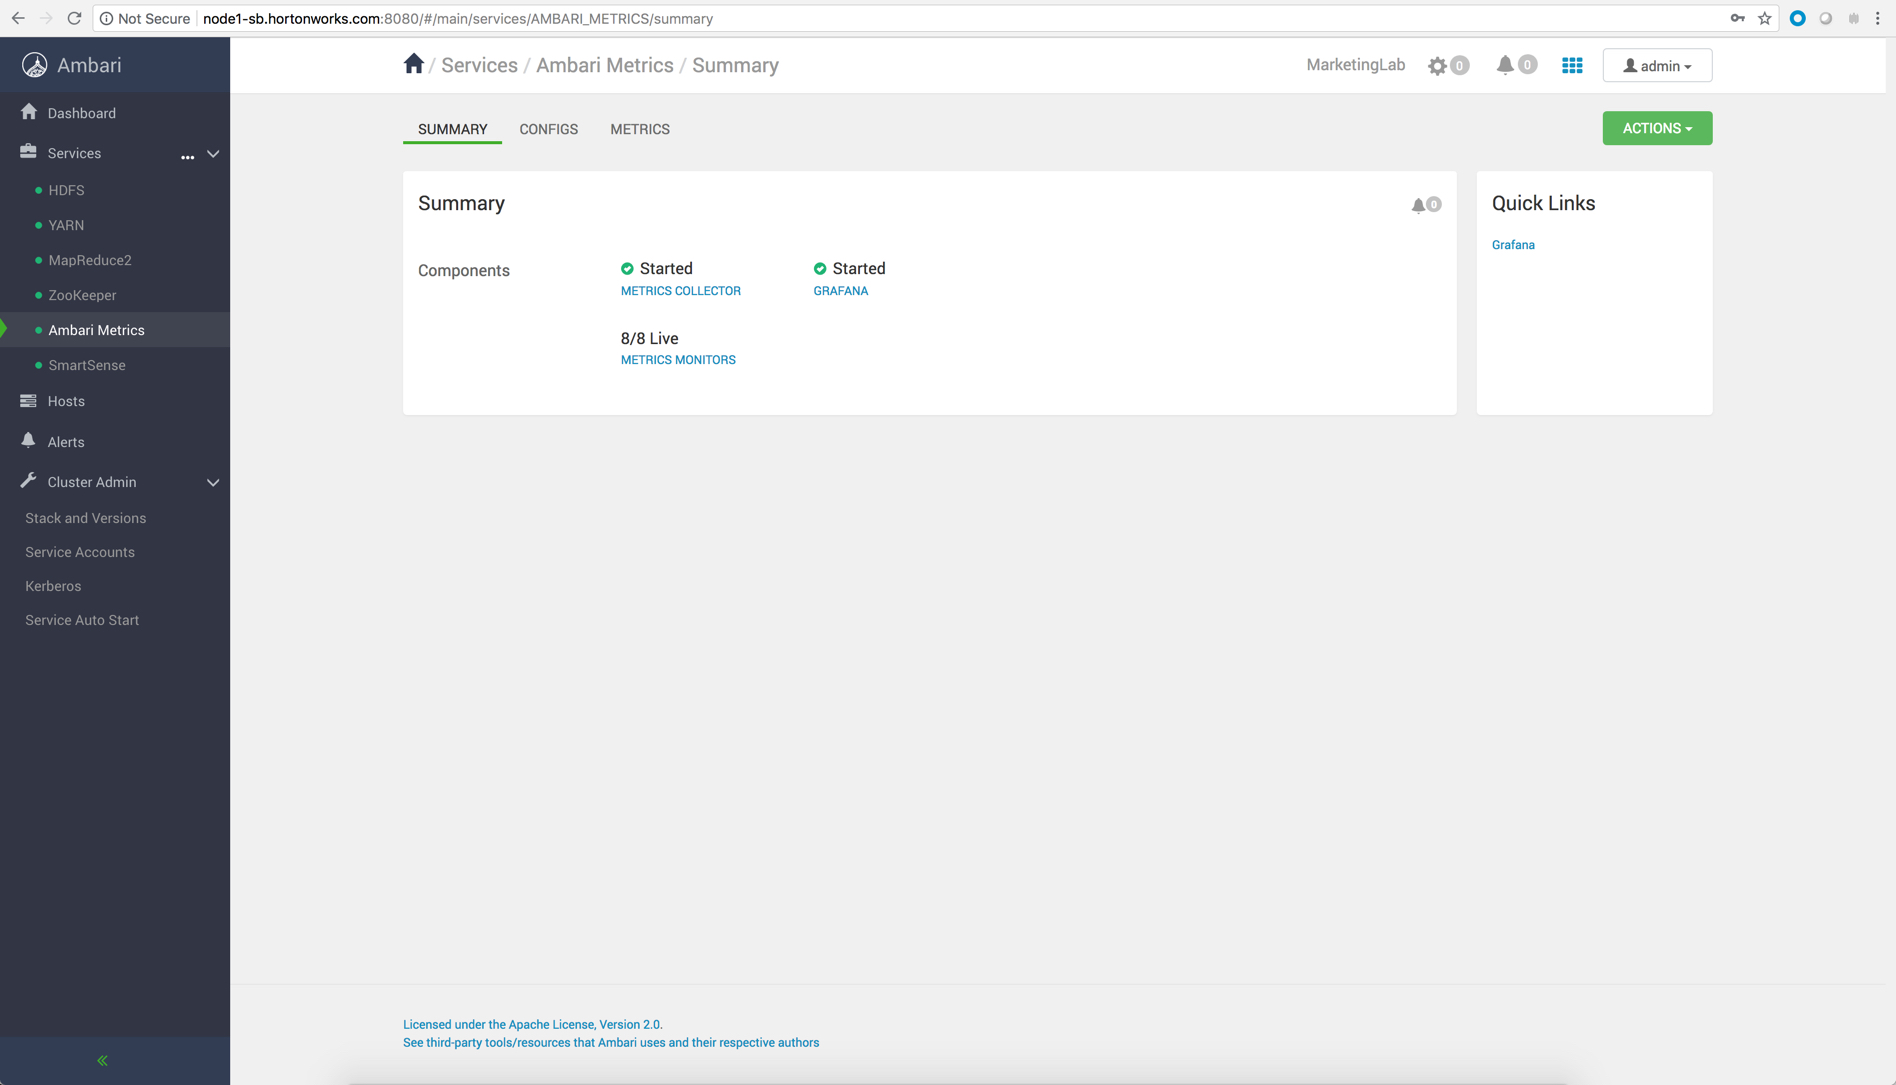 Not Secure node1-sb.hortonworks.com:8080/#/main/services/AMBARI_METRICS/summary
Ambari
/ Services / Ambari Metrics / Summary
MarketingLab 0 0 admin
Dashboard
Services ...
HDFS
YARN
MapReduce2
ZooKeeper
Ambari Metrics
SmartSense
Hosts
Alerts
Cluster Admin
Stack and Versions
Service Accounts
Kerberos
Service Auto Start
SUMMARY CONFIGS METRICS
ACTIONS
Summary
0
Components
Started
METRICS COLLECTOR
Started
GRAFANA
8/8 Live
METRICS MONITORS
Quick Links
Grafana
Licensed under the Apache License, Version 2.0.
See third-party tools/resources that Ambari uses and their respective authors